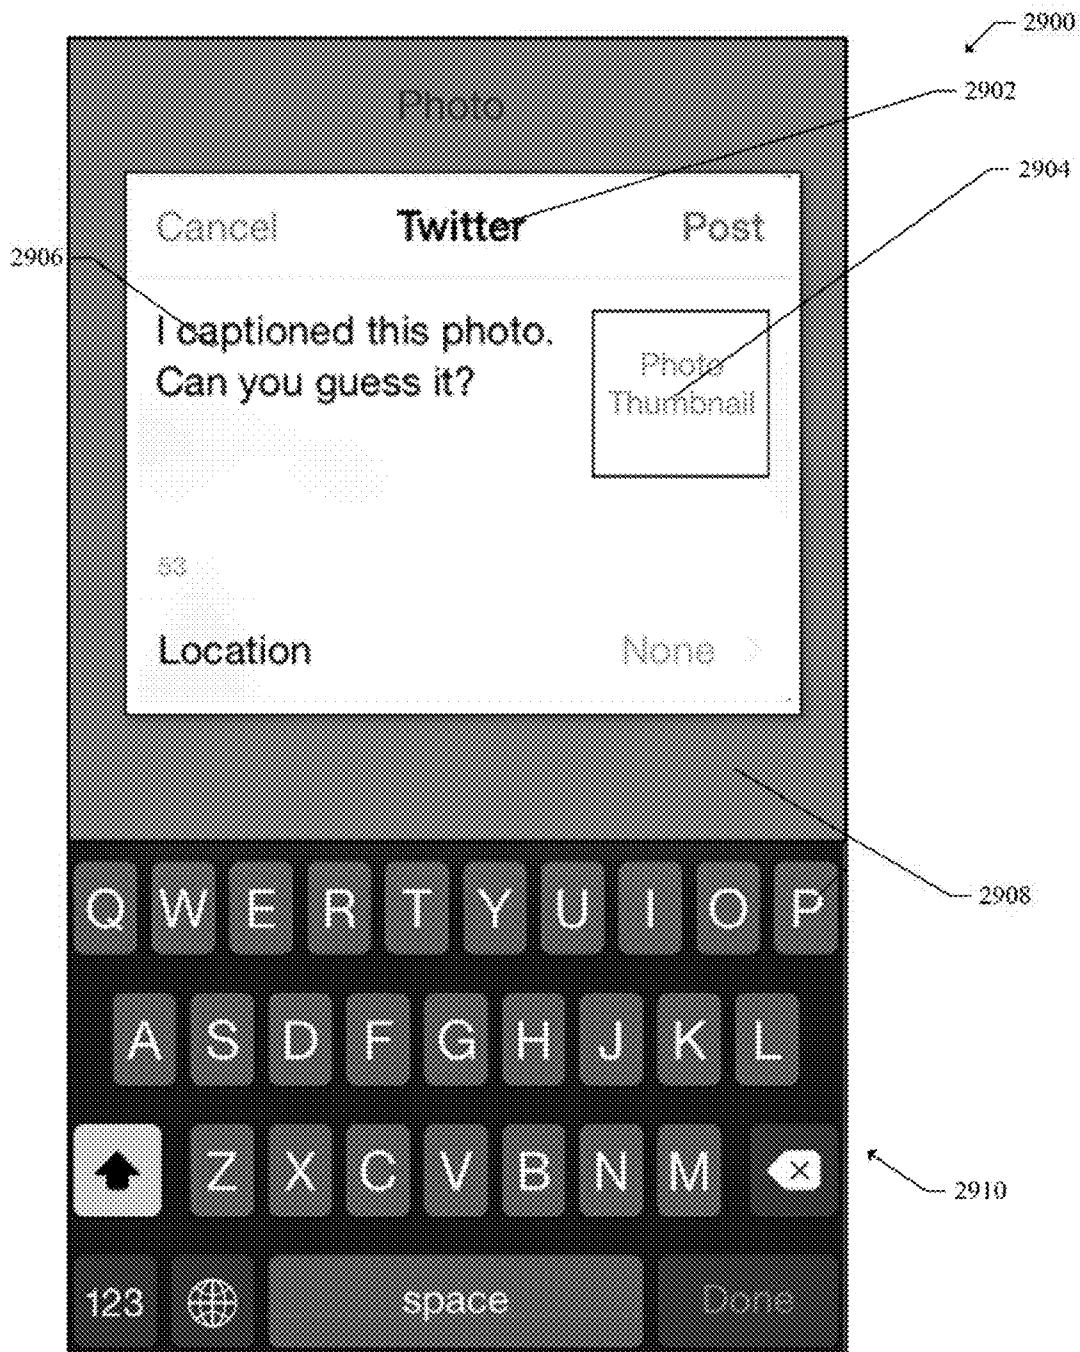 2900
Photo
2902
2904
Cancel Twitter Post
2906
I captioned this photo.
Can you guess it?
Photo
Thumbnail
53
Location None >
2908
Q W E R T Y U I O P
A S D F G H J K L
Z X C V B N M
2910
123 space Done